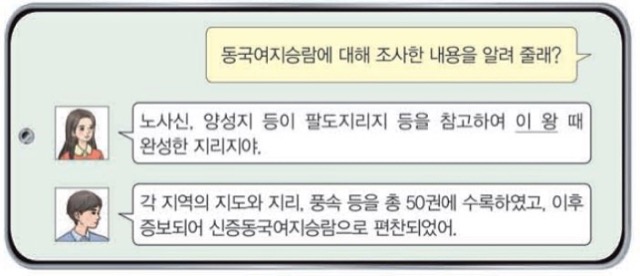 동국여지승람에 대해 조사한 내용을 알려 줄래?
노사신, 양성지 등이 팔도지리지 등을 참고하여 이 왕 때
완성한 지리지야.
각 지역의 지도와 지리, 풍속 등을 총 50권에 수록하였고, 이후
증보되어 신증동국여지승람으로 편찬되었어.